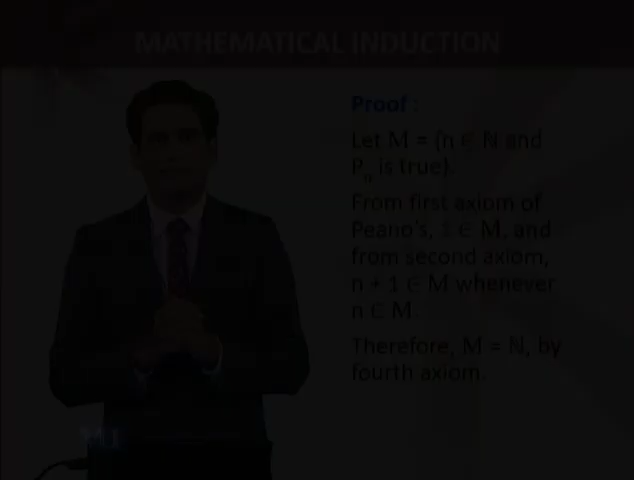 MATHEMATICAL INDUCTION
Proof :
Let M = {n ∈ N and
Pn is true}.
From first axiom of
Peano's, 1 ∈ M, and
from second axiom,
n + 1 ∈ M whenever
n ∈ M.
Therefore, M = N, by
fourth axiom.